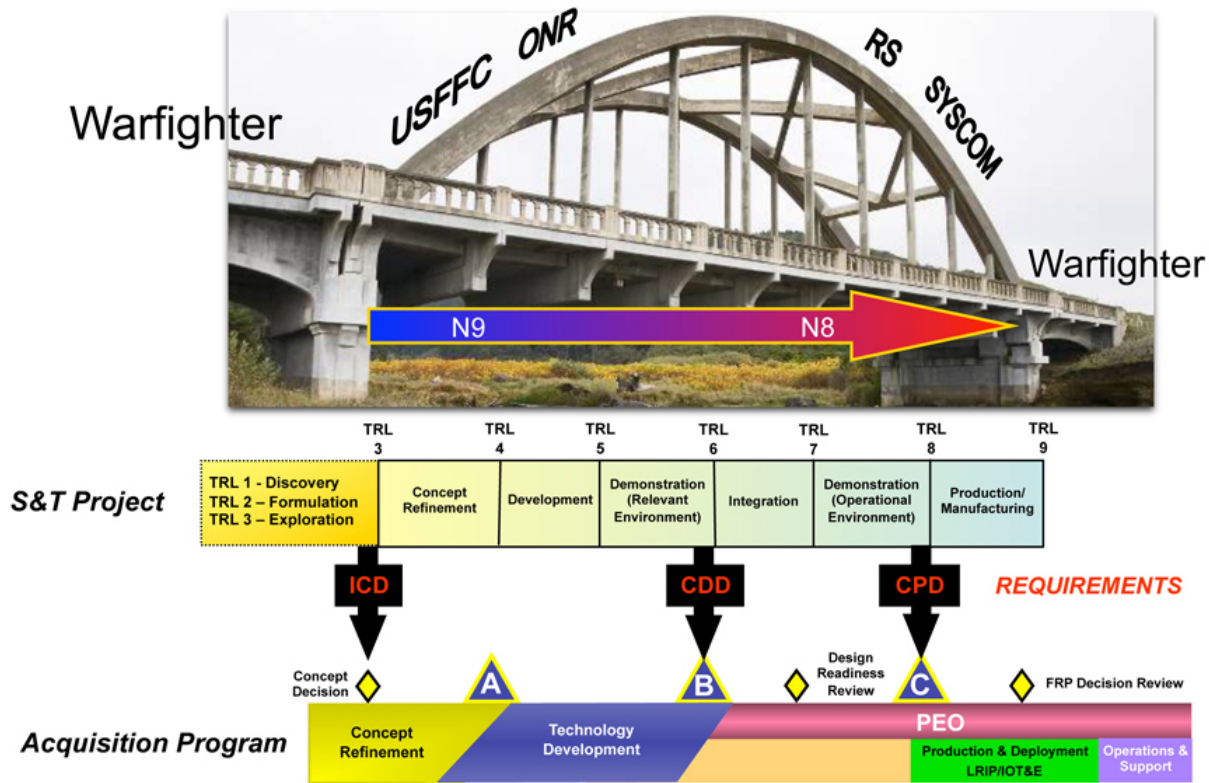 USFFC ONR RS SYSCOM
Warfighter
Warfighter
N9 N8
TRL 3
TRL 4
TRL 5
TRL 6
TRL 7
TRL 8
TRL 9
S&T Project
TRL 1 - Discovery
TRL 2 – Formulation
TRL 3 – Exploration
Concept
Refinement
Development
Demonstration
(Relevant
Environment)
Integration
Demonstration
(Operational
Environment)
Production/
Manufacturing
ICD
CDD
CPD
REQUIREMENTS
Concept
Decision
A
B
Design
Readiness
Review
C
FRP Decision Review
Acquisition Program
Concept
Refinement
Technology
Development
PEO
Production & Deployment
LRIP/IOT&E
Operations &
Support